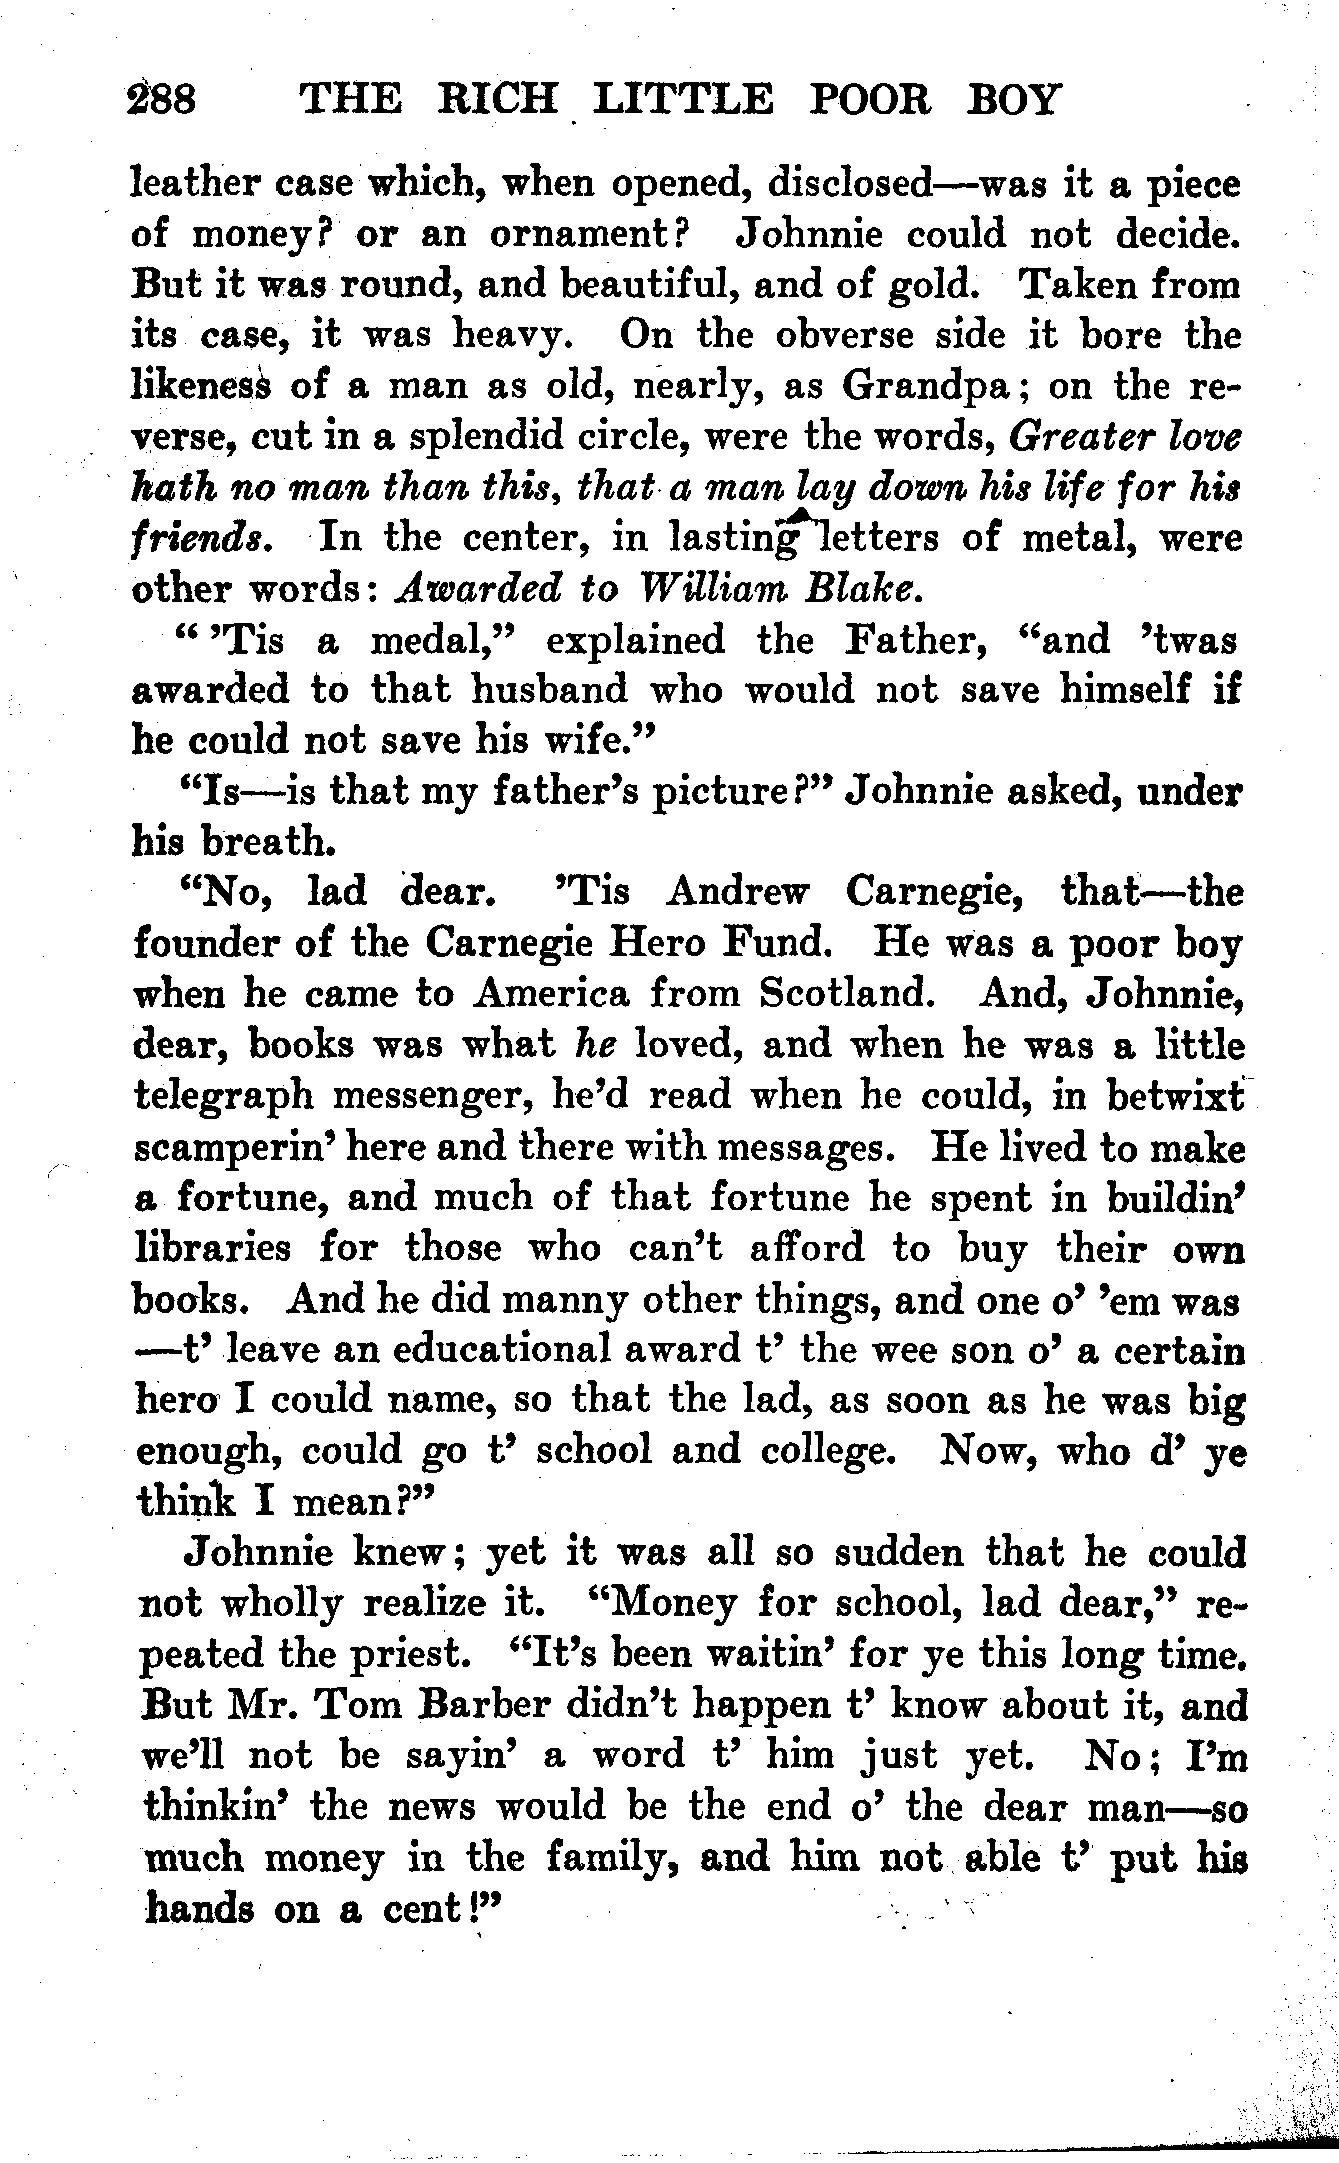 288 THE RICH LITTLE POOR BOY
leather case which, when opened, disclosed—was it a piece
of money? or an ornament? Johnnie could not decide.
But it was round, and beautiful, and of gold. Taken from
its case, it was heavy. On the obverse side it bore the
likeness of a man as old, nearly, as Grandpa; on the re-
verse, cut in a splendid circle, were the words, Greater love
hath no man than this, that a man lay down his life for his
friends. In the center, in lasting letters of metal, were
other words: Awarded to William Blake.
“ ’Tis a medal,” explained the Father, “and ’twas
awarded to that husband who would not save himself if
he could not save his wife.”
“Is—is that my father’s picture?” Johnnie asked, under
his breath.
“No, lad dear. ’Tis Andrew Carnegie, that—the
founder of the Carnegie Hero Fund. He was a poor boy
when he came to America from Scotland. And, Johnnie,
dear, books was what he loved, and when he was a little
telegraph messenger, he’d read when he could, in betwixt
scamperin’ here and there with messages. He lived to make
a fortune, and much of that fortune he spent in buildin’
libraries for those who can’t afford to buy their own
books. And he did manny other things, and one o’ ’em was
—t’ leave an educational award t’ the wee son o’ a certain
hero I could name, so that the lad, as soon as he was big
enough, could go t’ school and college. Now, who d’ ye
think I mean?”
Johnnie knew; yet it was all so sudden that he could
not wholly realize it. “Money for school, lad dear,” re-
peated the priest. “It’s been waitin’ for ye this long time.
But Mr. Tom Barber didn’t happen t’ know about it, and
we’ll not be sayin’ a word t’ him just yet. No; I’m
thinkin’ the news would be the end o’ the dear man—so
much money in the family, and him not able t’ put his
hands on a cent!”